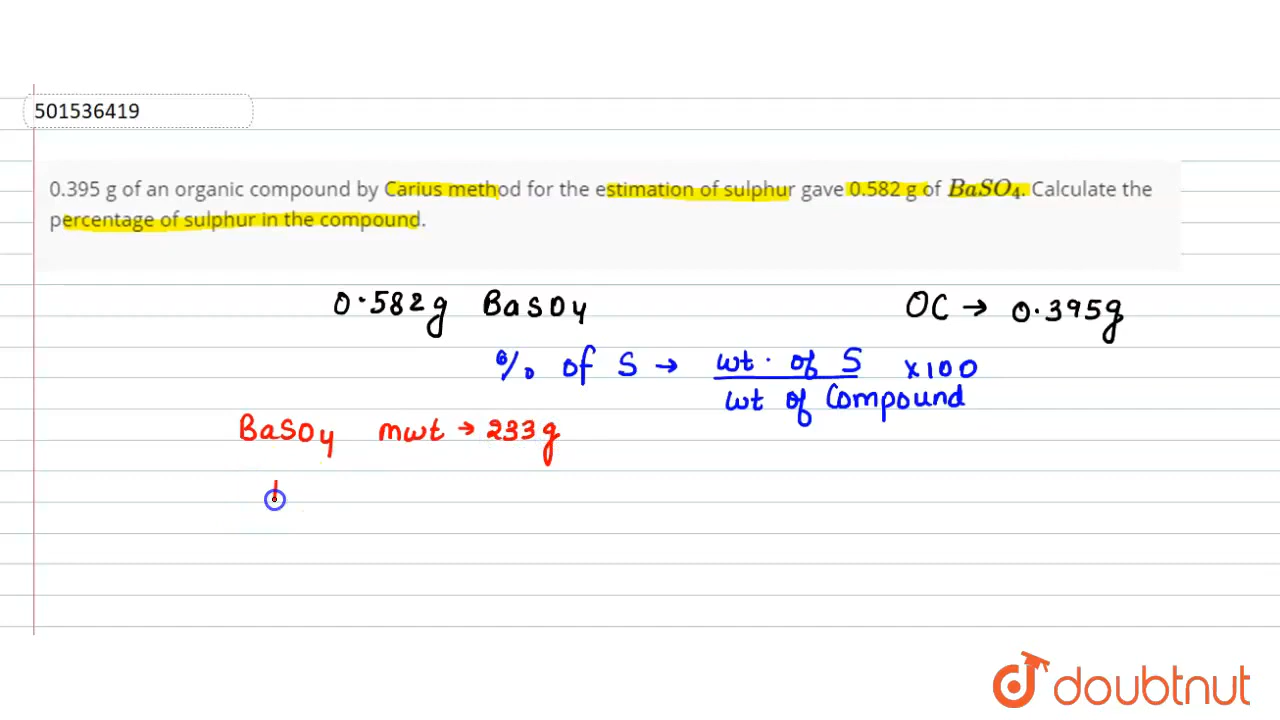 501536419
0.395 g of an organic compound by Carius method for the estimation of sulphur gave 0.582 g of BaSO₄. Calculate the
percentage of sulphur in the compound.
0.582g BaSO4 OC → 0.395g
% of S → wt. of S ×100
wt of Compound
BaSO4 mwt → 233g
doubtnut